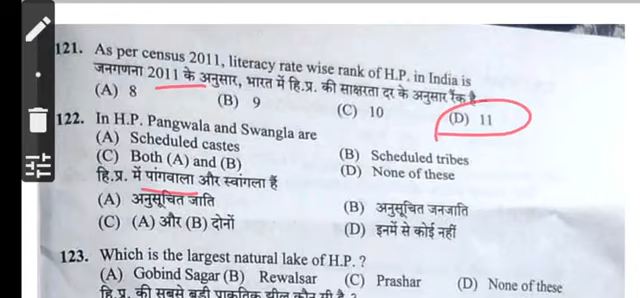 121. As per census 2011, literacy rate wise rank of H.P. in India is
जनगणना 2011 के अनुसार, भारत में हि.प्र. की साक्षरता दर के अनुसार रैंक है
(A) 8 (B) 9 (C) 10 (D) 11
122. In H.P. Pangwala and Swangla are
(A) Scheduled castes (B) Scheduled tribes
(C) Both (A) and (B) (D) None of these
हि.प्र. में पांगवाला और स्वांगला हैं
(A) अनुसूचित जाति (B) अनुसूचित जनजाति
(C) (A) और (B) दोनों (D) इनमें से कोई नहीं
123. Which is the largest natural lake of H.P. ?
(A) Gobind Sagar (B) Rewalsar (C) Prashar (D) None of these
हि.प्र. की सबसे बड़ी प्राकृतिक झील कौन सी है ?